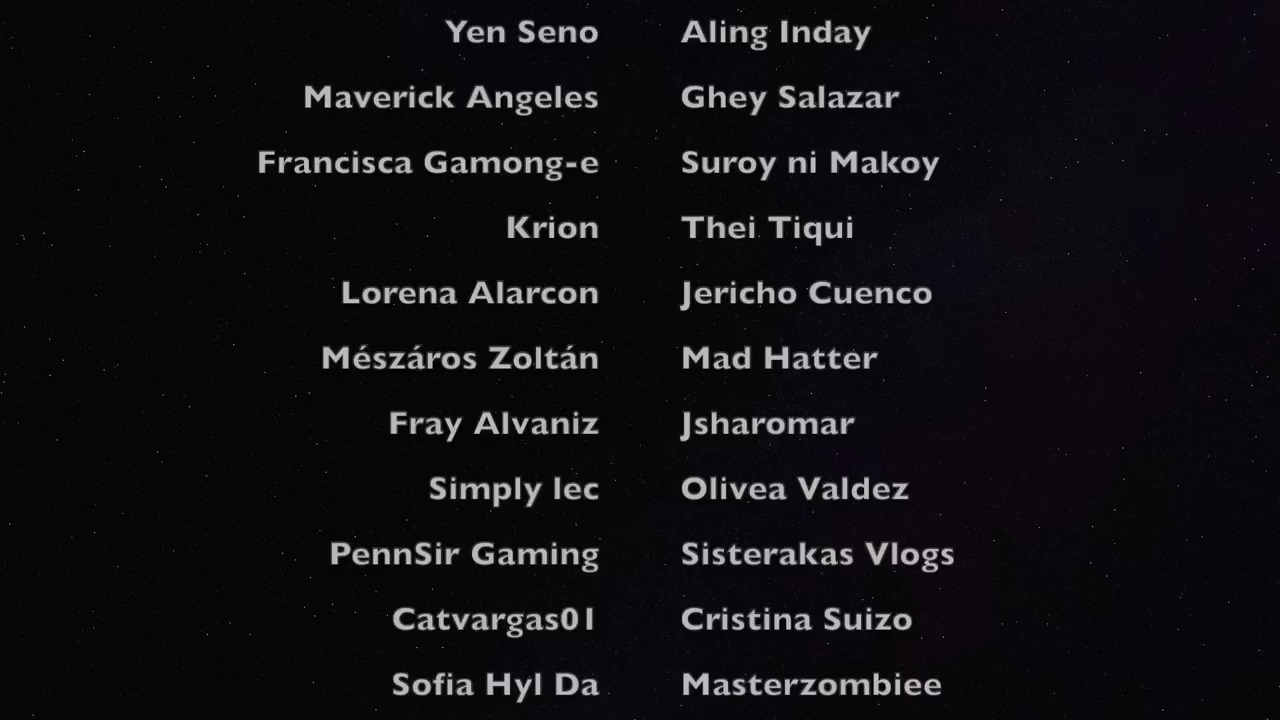 Yen Seno Aling Inday
Maverick Angeles Ghey Salazar
Francisca Gamong-e Suroy ni Makoy
Krion Thei Tiqui
Lorena Alarcon Jericho Cuenco
Mészáros Zoltán Mad Hatter
Fray Alvaniz Jsharomar
Simply lec Olivea Valdez
PennSir Gaming Sisterakas Vlogs
Catvargas01 Cristina Suizo
Sofia Hyl Da Masterzombiee